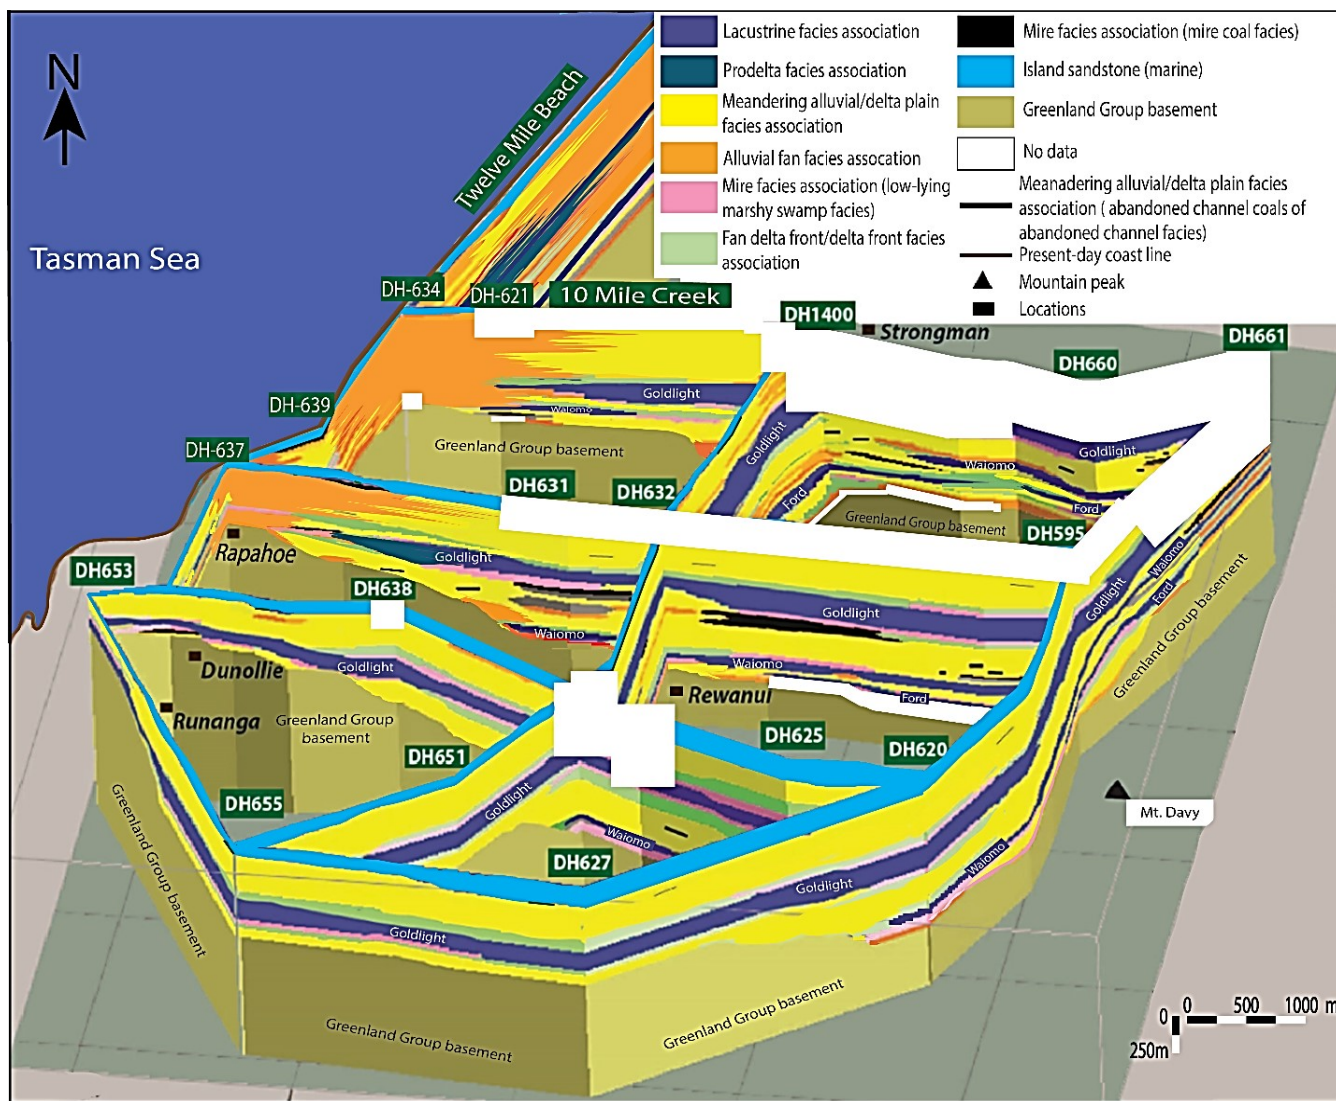 Lacustrine facies association
Prodelta facies association
Meandering alluvial/delta plain
facies association
Alluvial fan facies assocation
Mire facies association (low-lying
marshy swamp facies)
Fan delta front/delta front facies
association
Mire facies association (mire coal facies)
Island sandstone (marine)
Greenland Group basement
No data
Meanadering alluvial/delta plain facies
association ( abandoned channel coals of
abandoned channel facies)
Present-day coast line
Mountain peak
Locations
N
Twelve Mile Beach
Tasman Sea
DH-634
DH-621
10 Mile Creek
DH1400
Strongman
DH661
DH660
DH-639
Goldlight
Waiomo
DH-637
Greenland Group basement
Goldlight
Goldlight
Waiomo
DH631
DH632
Ford
Ford
Greenland Group basement
DH595
Rapahoe
Goldlight
Waiomo
Ford
Goldlight
Greenland Group basement
DH653
DH638
Goldlight
Waiomo
Dunollie
Goldlight
Waiomo
Rewanui
Ford
Runanga
Greenland Group
basement
DH651
DH625
DH620
DH655
Goldlight
Waiomo
Mt. Davy
Greenland Group basement
DH627
Waiomo
Goldlight
Goldlight
Greenland Group basement
Greenland Group basement
0 500 1000 m
0
250m